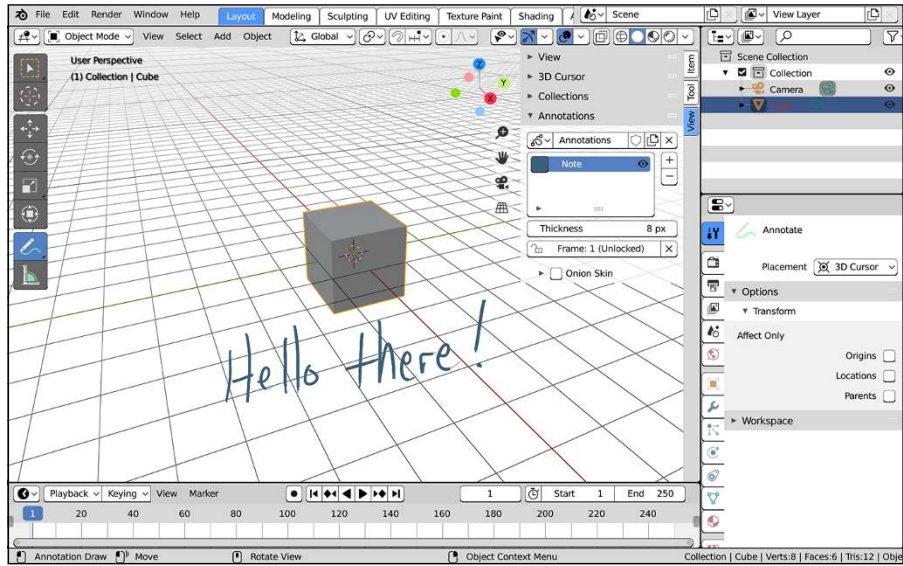 File Edit Render Window Help Layout Modeling Sculpting UV Editing Texture Paint Shading Scene View Layer
Object Mode View Select Add Object Global
User Perspective
(1) Collection | Cube
X
Y
Z
View
3D Cursor
Collections
Annotations
Annotations
Note
Thickness 8 px
Frame: 1 (Unlocked)
Onion Skin
Item
Tool
View
Hello there!
Scene Collection
Collection
Camera
Annotate
Placement 3D Cursor
Options
Transform
Affect Only
Origins
Locations
Parents
Workspace
Playback Keying View Marker 1 Start 1 End 250
1 20 40 60 80 100 120 140 160 180 200 220 240
Annotation Draw Move Rotate View Object Context Menu Collection | Cube | Verts:8 | Faces:6 | Tris:12 |